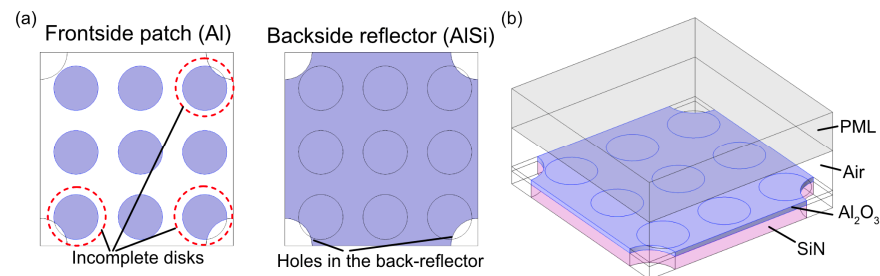 (a)
Frontside patch (Al)
Backside reflector (AlSi)
(b)
PML
Air
Al₂O₃
SiN
Incomplete disks
Holes in the back-reflector